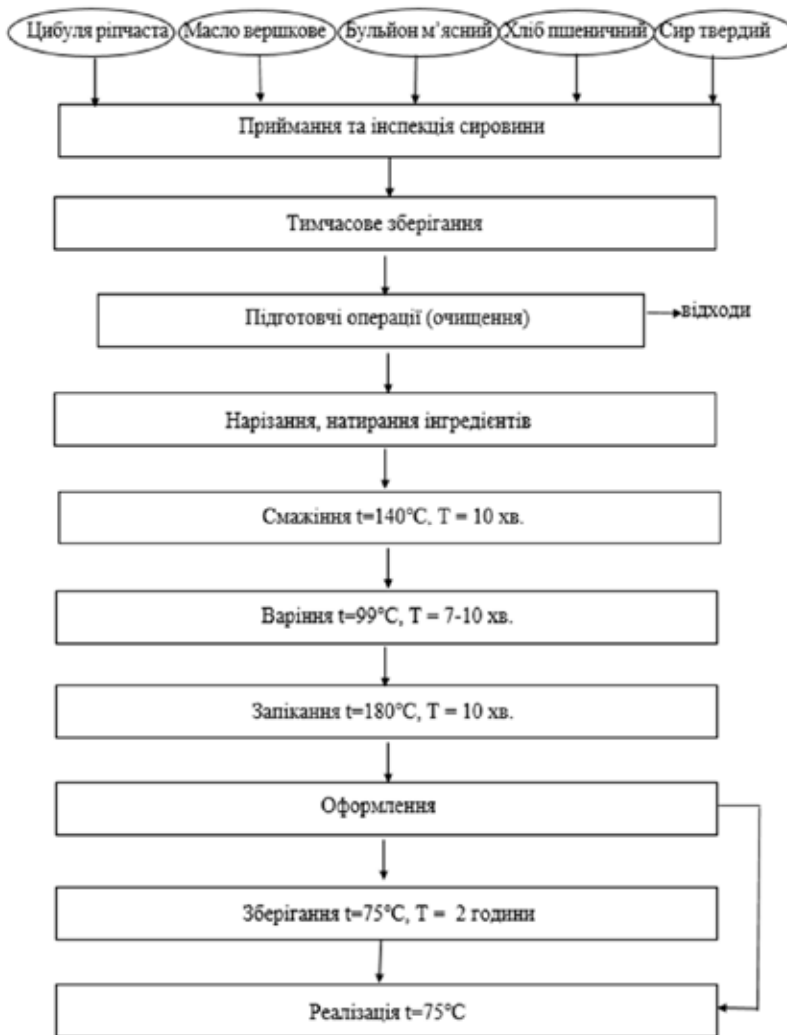 Цибуля ріпчаста
Масло вершкове
Бульйон м’ясний
Хліб пшеничний
Сир твердий
Приймання та інспекція сировини
Тимчасове зберігання
Підготовчі операції (очищення)
відходи
Нарізання, натирання інгредієнтів
Смажіння t=140°C. T = 10 хв.
Варіння t=99°C, T = 7-10 хв.
Запікання t=180°C, T = 10 хв.
Оформлення
Зберігання t=75°C, T = 2 години
Реалізація t=75°C